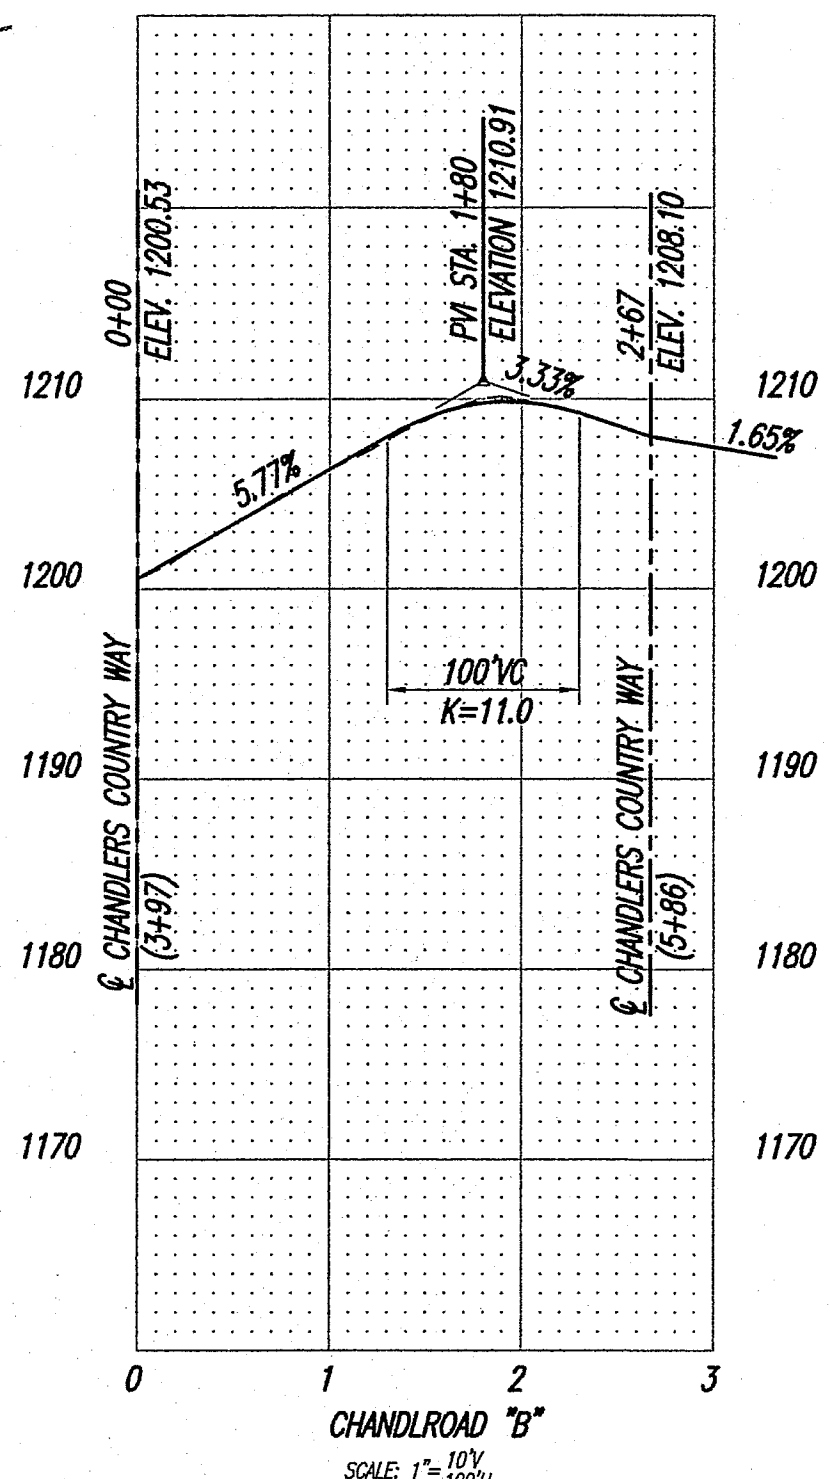 0+00
ELEV. 1200.53
PVI STA. 1+80
ELEVATION 1210.91
2+67
ELEV. 1208.10
1210
1210
3.33%
1.65%
5.77%
1200
1200
100'VC
K=11.0
℄ CHANDLERS COUNTRY WAY
(3+97)
℄ CHANDLERS COUNTRY WAY
(5+86)
1190
1190
1180
1180
1170
1170
0 1 2 3
CHANDLROAD "B"
SCALE: 1"= 10'V
100'H